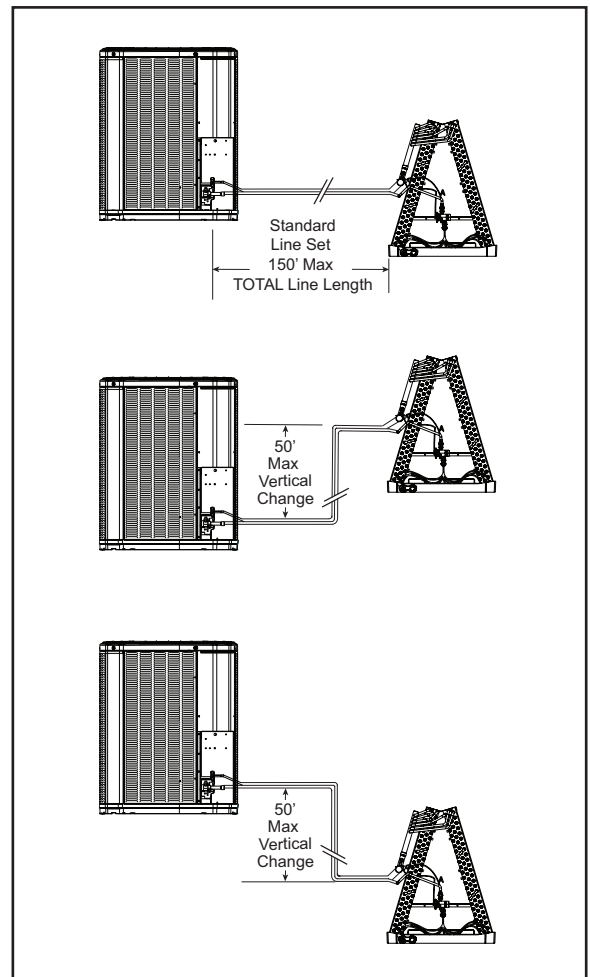 Standard
Line Set
150' Max
TOTAL Line Length
50'
Max
Vertical
Change
50'
Max
Vertical
Change